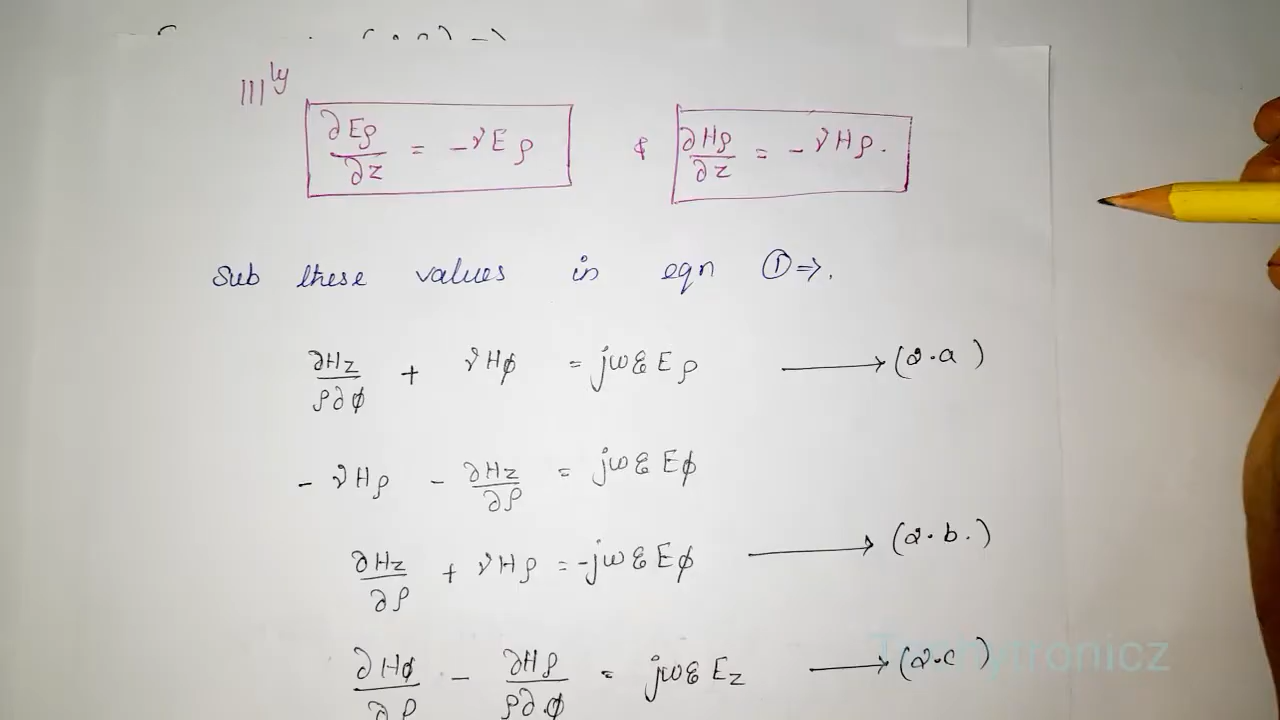 |||ly
∂Eρ/∂z = -γEρ & ∂Hρ/∂z = -γHρ.
Sub these values in eqn ①⇒.
∂Hz/ρ∂ϕ + γHϕ = jωε Eρ ⟶ (2.a)
- γHρ - ∂Hz/∂ρ = jωε Eϕ
∂Hz/∂ρ + γHρ = -jωε Eϕ ⟶ (2.b.)
∂Hϕ/∂ρ - ∂Hρ/ρ∂ϕ = jωε Ez ⟶ (2.c)